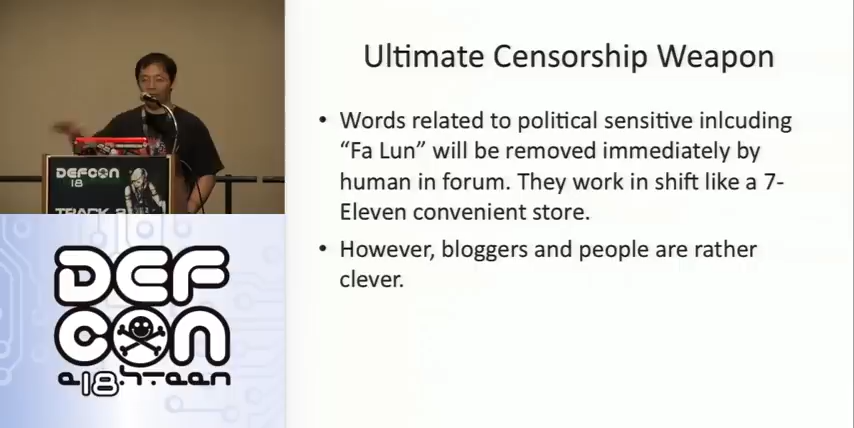 Ultimate Censorship Weapon
• Words related to political sensitive inlcuding
"Fa Lun" will be removed immediately by
human in forum. They work in shift like a 7-
Eleven convenient store.
• However, bloggers and people are rather
clever.
DEFCON
18
TRACK
DEF
CON
e18h-teen